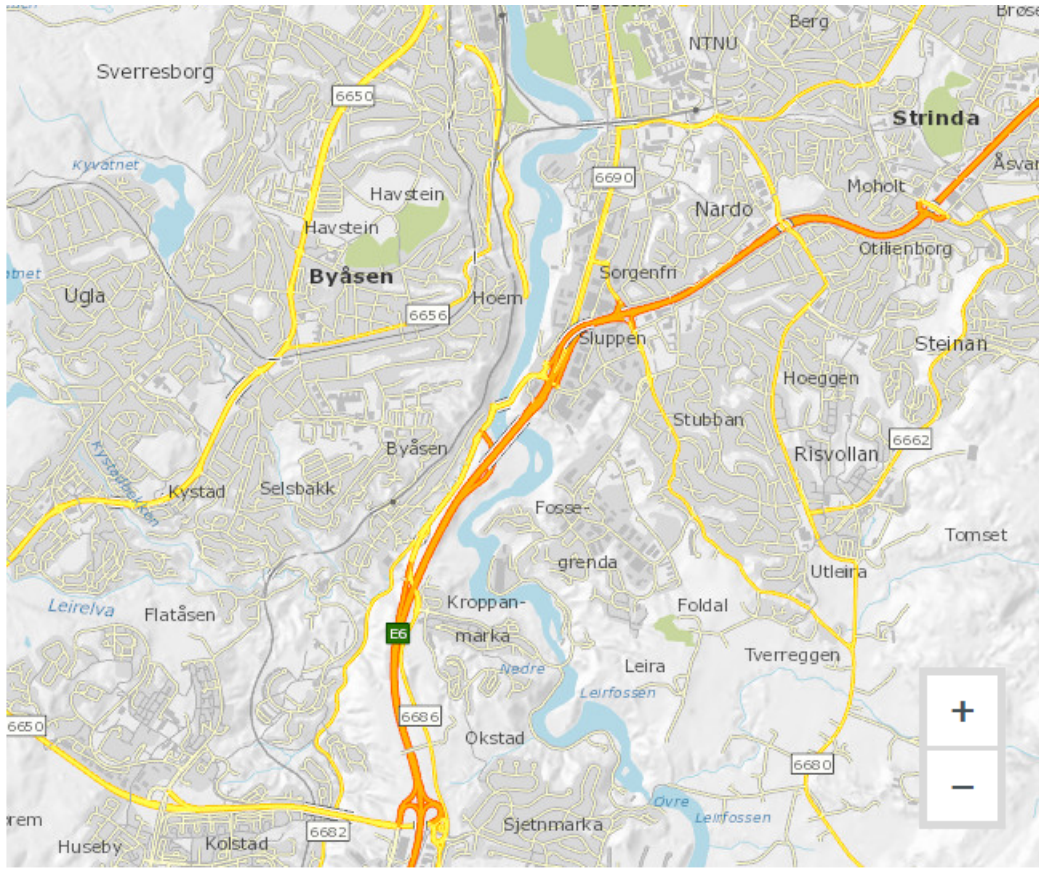 Berg
NTNU
Sverresborg
6650
Strinda
Kyvatnet
Åsvan
Havstein
6690
Moholt
Nardo
Havstein
Otilienborg
Sorgenfri
Byåsen
Ugla
Hoem
6656
Sluppen
Steinan
Hoeggen
Stubban
6662
Byåsen
Risvollan
Kystad
Selsbakk
Kystadbekken
Fosse-
Tomset
grenda
Utleira
Leirelva
Flatåsen
Kroppan-
Foldal
E6
marka
Tverreggen
Nedre
Leira
Leirfossen
6686
6650
Okstad
+
6680
−
Øvre
Leirfossen
Sjetnmarka
6682
Huseby
Kolstad